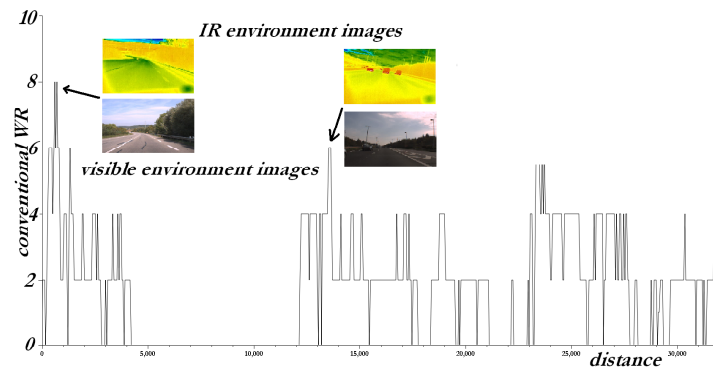 10
IR environment images
8
conventional WR
6
visible environment images
4
2
0
0 5,000 10,000 15,000 20,000 25,000 30,000
distance